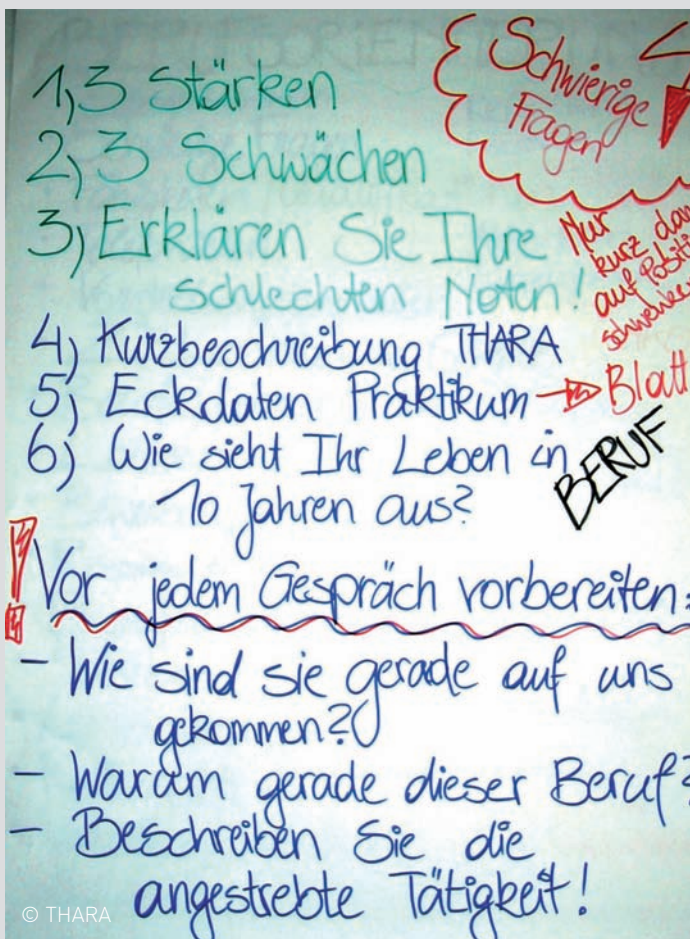 Schwierige
Fragen
1, 3 Stärken
2, 3 Schwächen
3, Erklären Sie Ihre
schlechten Noten!
Nur
kurz
auf
4, Kurzbeschreibung THARA
5, Eckdaten Praktikum → Blatt
6, Wie sieht Ihr Leben in
10 Jahren aus?
BERUF
! Vor jedem Gespräch vorbereiten:
– Wie sind sie gerade auf uns
gekommen?
– Warum gerade dieser Beruf?
– Beschreiben Sie die
angestrebte Tätigkeit!
© THARA